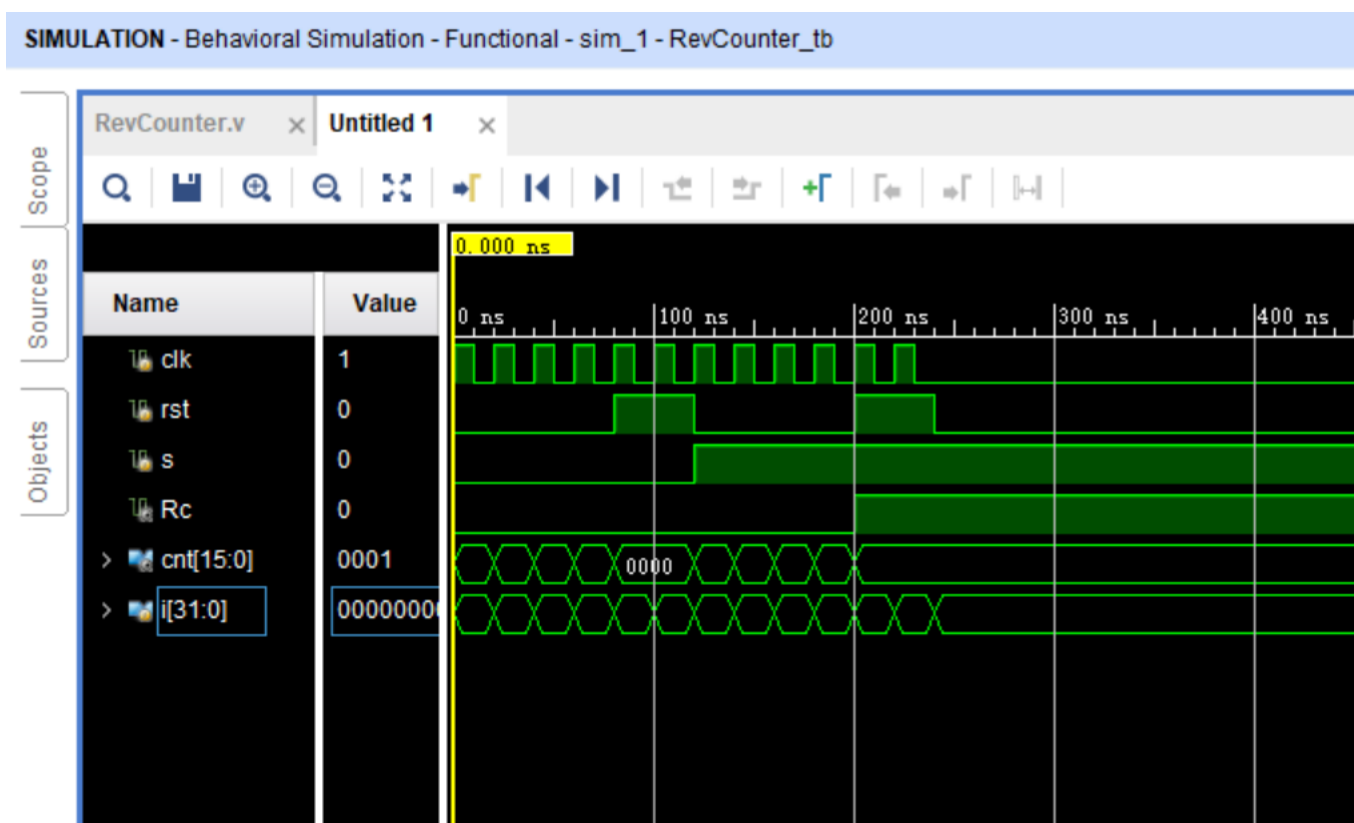 SIMULATION - Behavioral Simulation - Functional - sim_1 - RevCounter_tb
Scope
Sources
Objects
RevCounter.v
Untitled 1
0.000 ns
Name Value
0 ns 100 ns 200 ns 300 ns 400 ns
clk 1
rst 0
s 0
Rc 0
cnt[15:0] 0001 0000
i[31:0] 00000000